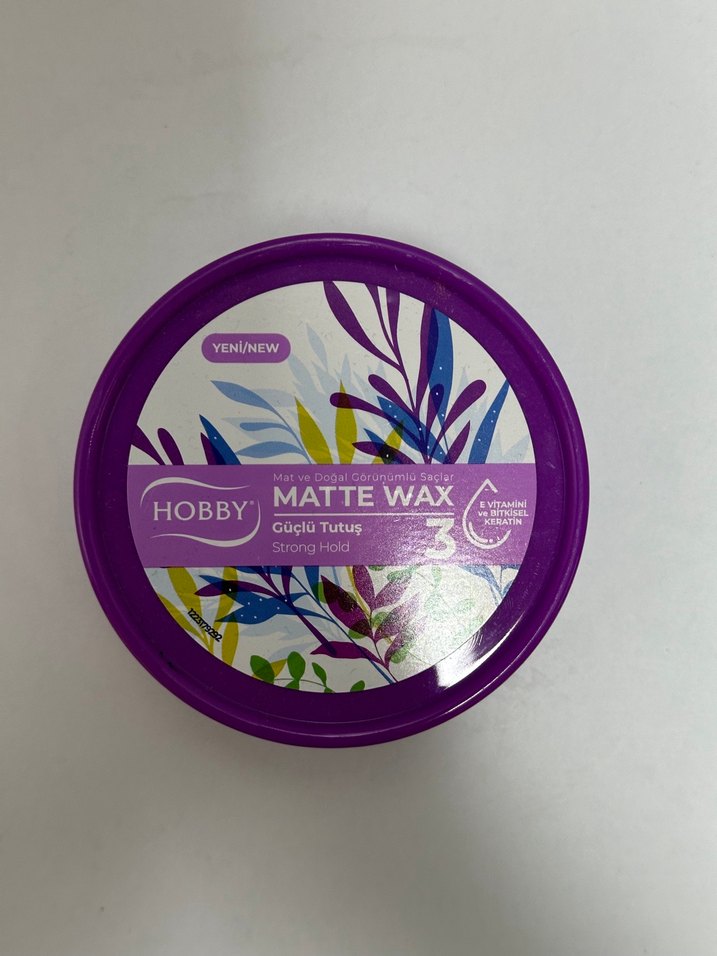 YENİ/NEW
Mat ve Doğal Görünümlü Saçlar
HOBBY®
MATTE WAX
Güçlü Tutuş
Strong Hold
3
E VİTAMİNİ
ve BİTKİSEL
KERATİN
1223179292